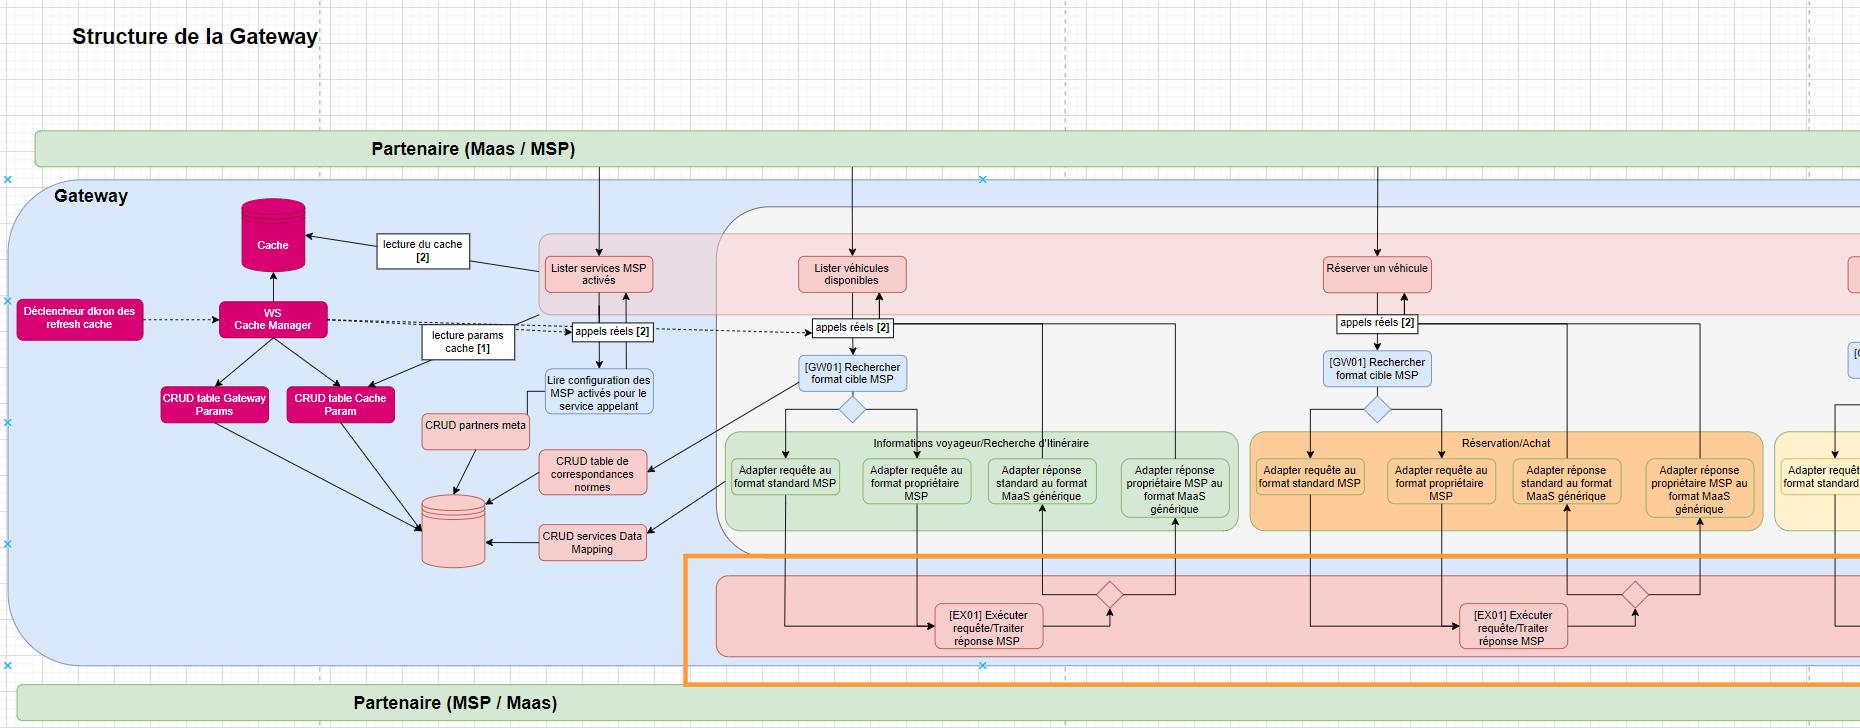 Structure de la Gateway
Partenaire (Maas / MSP)
Gateway
Cache
lecture du cache
[2]
Lister services MSP
activés
Lister véhicules
disponibles
Réserver un véhicule
Déclencheur dkron des
refresh cache
WS
Cache Manager
lecture params
cache [1]
appels réels [2]
appels réels [2]
appels réels [2]
[GW01] Rechercher
format cible MSP
[GW01] Rechercher
format cible MSP
Lire configuration des
MSP activés pour le
service appelant
CRUD table Gateway
Params
CRUD table Cache
Param
CRUD partners meta
CRUD table de
correspondances
normes
CRUD services Data
Mapping
Informations voyageur/Recherche d'Itinéraire
Adapter requête au
format standard MSP
Adapter requête au
format propriétaire
MSP
Adapter réponse
standard au format
MaaS générique
Adapter réponse
propriétaire MSP au
format MaaS
générique
Réservation/Achat
Adapter requête au
format standard MSP
Adapter requête au
format propriétaire
MSP
Adapter réponse
standard au format
MaaS générique
Adapter réponse
propriétaire MSP au
format MaaS
générique
Adapter requêt
format standard
[EX01] Exécuter
requête/Traiter
réponse MSP
[EX01] Exécuter
requête/Traiter
réponse MSP
Partenaire (MSP / Maas)